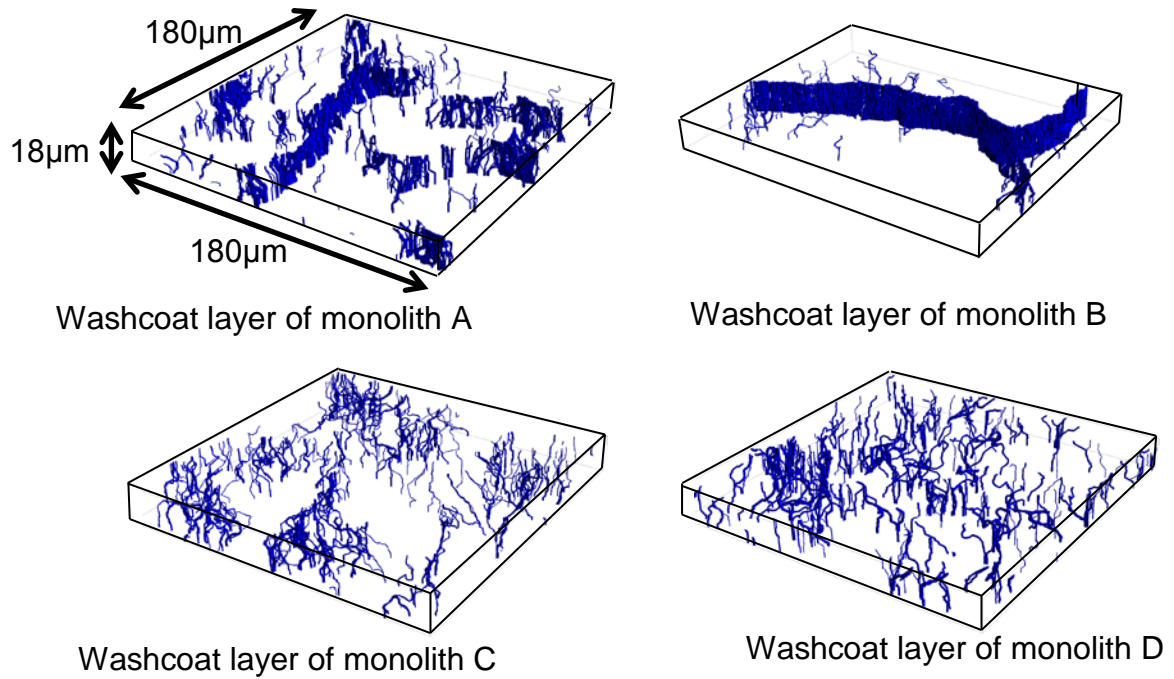 180µm
18µm
180µm
Washcoat layer of monolith A
Washcoat layer of monolith B
Washcoat layer of monolith C
Washcoat layer of monolith D